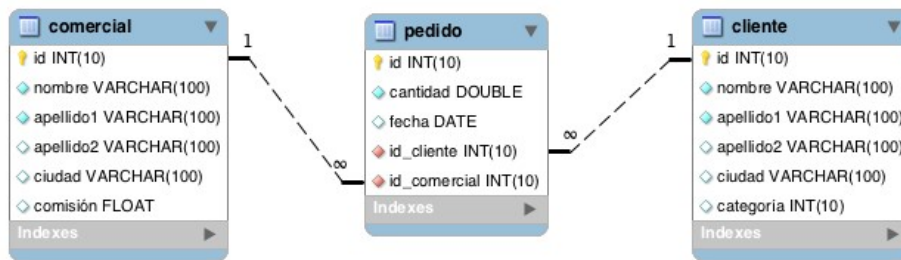 comercial
id INT(10)
nombre VARCHAR(100)
apellido1 VARCHAR(100)
apellido2 VARCHAR(100)
ciudad VARCHAR(100)
comisión FLOAT
Indexes
1
∞
pedido
id INT(10)
cantidad DOUBLE
fecha DATE
id_cliente INT(10)
id_comercial INT(10)
Indexes
1
∞
cliente
id INT(10)
nombre VARCHAR(100)
apellido1 VARCHAR(100)
apellido2 VARCHAR(100)
ciudad VARCHAR(100)
categoría INT(10)
Indexes